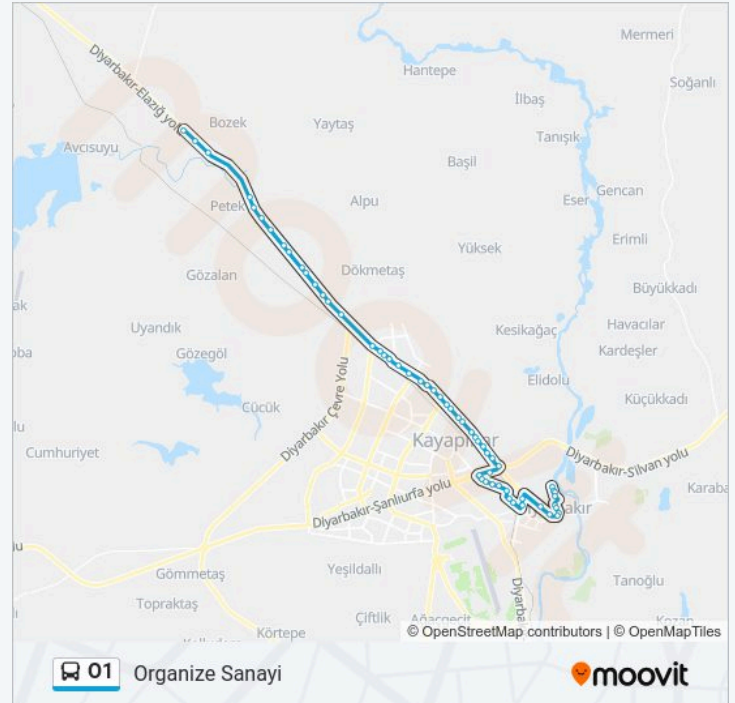 Mermeri
Soğanlı
Hantepe
Diyarbakır-Elazığ yolu
İlbaş
Bozek
Yaytaş
Tanışık
Avcısuyu
Başil
Gencan
Petek
Alpu
Eser
Erimli
Yüksek
Gözalan
Dökmetaş
Büyükkadı
Uyandık
Kesikağaç
Havacılar
Gözegöl
Kardeşler
Diyarbakır Çevre Yolu
Elidolu
Küçükkadı
Cücük
Cumhuriyet
Kayapınar
Diyarbakır-Silvan yolu
Diyarbakır-Şanlıurfa yolu
Gömmetaş
Yeşildallı
Tanoğlu
Topraktaş
Çiftlik
Körtepe
© OpenStreetMap contributors | © OpenMapTiles
01 Organize Sanayi
moovit